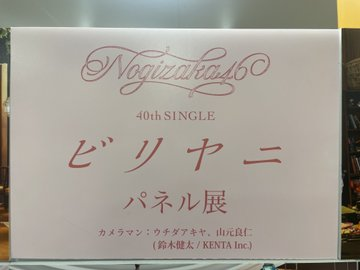 Nogizaka46
40th SINGLE
ビリヤニ
パネル展
カメラマン：ウチダアキヤ、山元良仁
(鈴木健太 / KENTA Inc.)